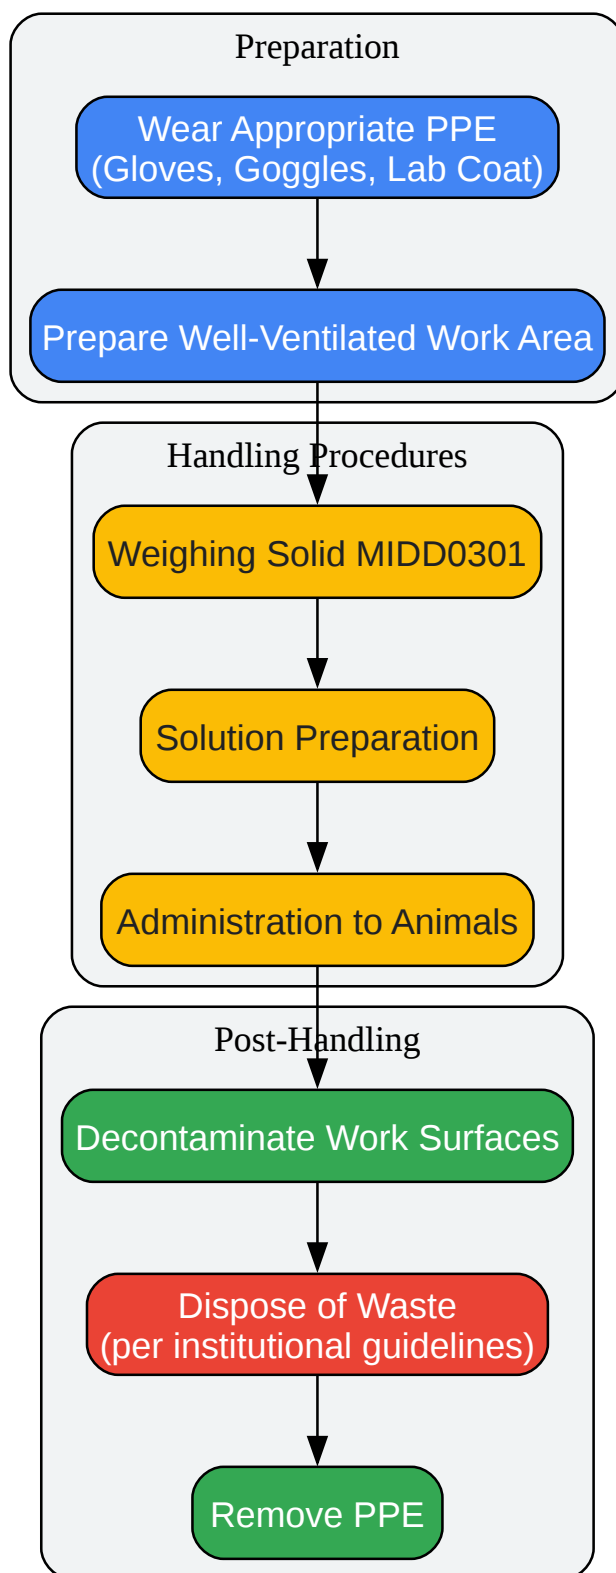 Preparation
Wear Appropriate PPE
(Gloves, Goggles, Lab Coat)
Prepare Well-Ventilated Work Area
Handling Procedures
Weighing Solid MIDD0301
Solution Preparation
Administration to Animals
Post-Handling
Decontaminate Work Surfaces
Dispose of Waste
(per institutional guidelines)
Remove PPE